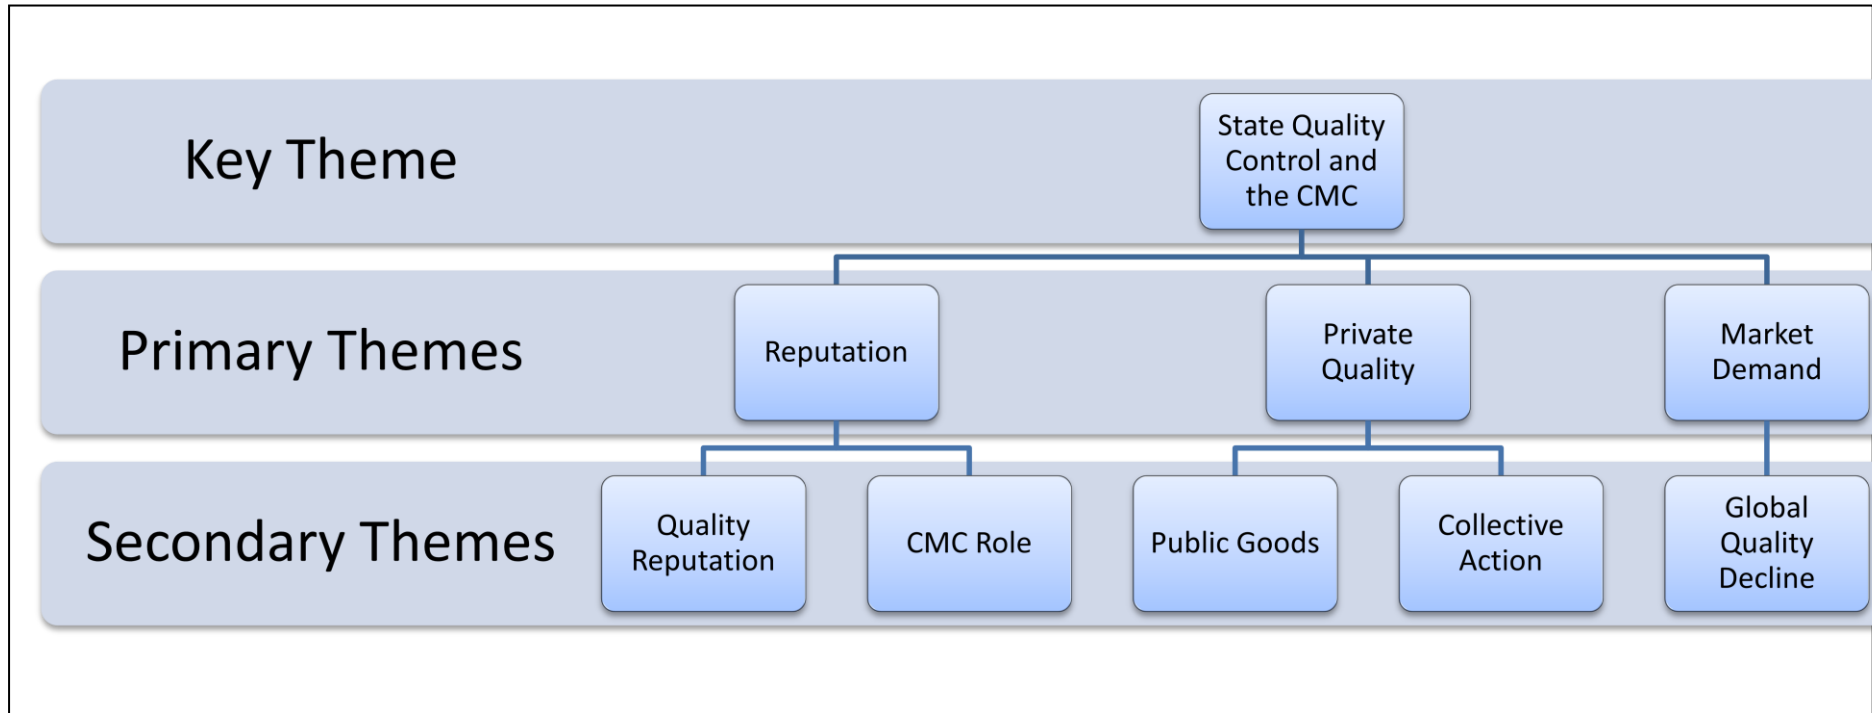 Key Theme
State Quality
Control and
the CMC
Primary Themes
Reputation
Private
Quality
Market
Demand
Secondary Themes
Quality
Reputation
CMC Role
Public Goods
Collective
Action
Global
Quality
Decline